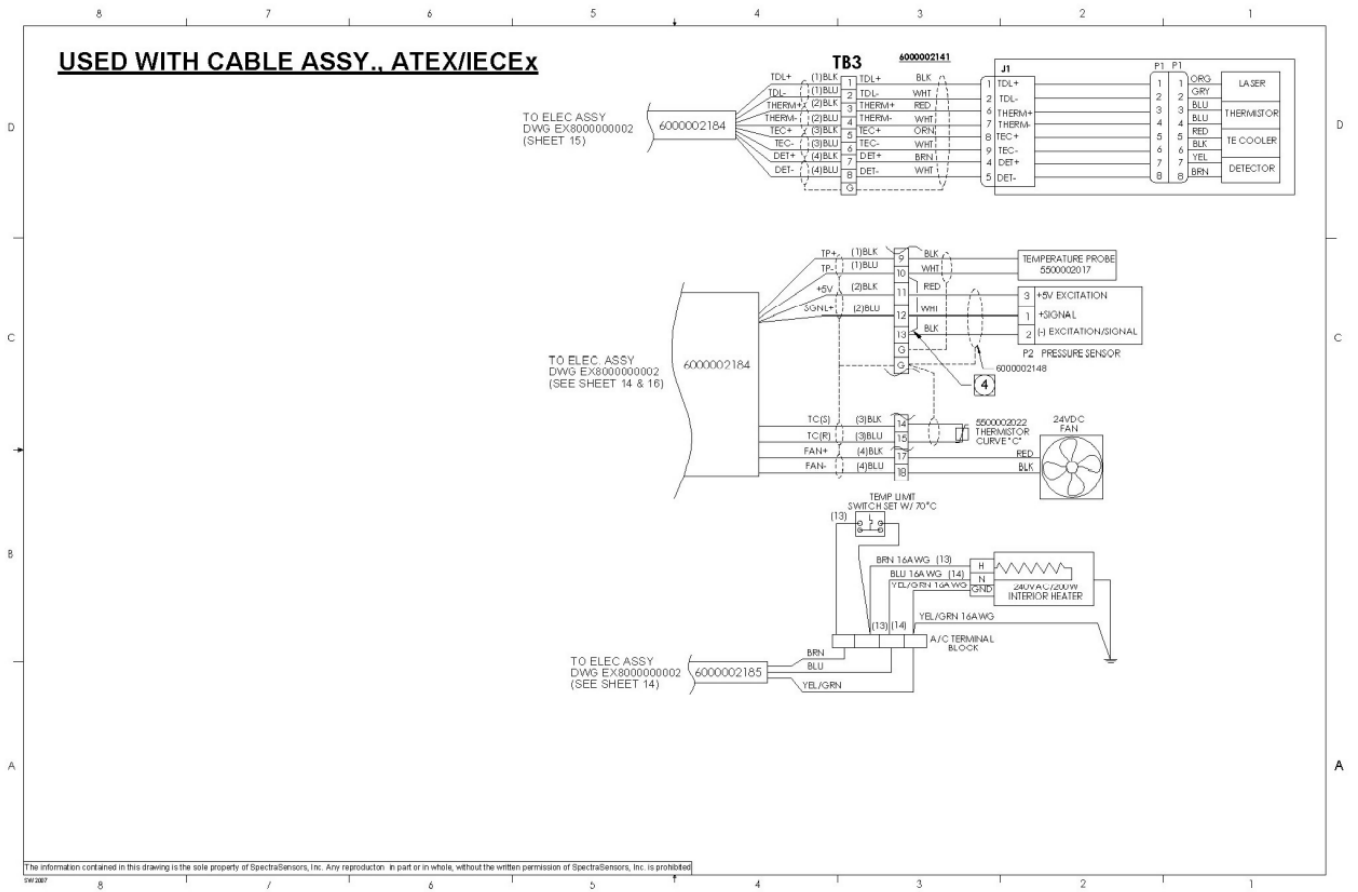 8 7 6 5 4 3 2 1
USED WITH CABLE ASSY., ATEX/IECEx
TB3
6000002141
J1
P1 P1
TO ELEC ASSY
DWG EX8000000002
(SHEET 15)
6000002184
TDL+ (1)BLK 1 TDL+ BLK 1 TDL+ 1 1 ORG LASER
TDL- (1)BLU 2 TDL- WHT 2 TDL- 2 2 GRY
THERM+ (2)BLK 3 THERM+ RED 6 THERM+ 3 3 BLU THERMISTOR
THERM- (2)BLU 4 THERM- WHT 7 THERM- 4 4 BLU
TEC+ (3)BLK 5 TEC+ ORN 8 TEC+ 5 5 RED TE COOLER
TEC- (3)BLU 6 TEC- WHT 9 TEC- 6 6 BLK
DET+ (4)BLK 7 DET+ BRN 4 DET+ 7 7 YEL DETECTOR
DET- (4)BLU 8 DET- WHT 5 DET- 8 8 BRN
G
D D
TP+ (1)BLK 9 BLK
TP- (1)BLU 10 WHT
TEMPERATURE PROBE
5500002017
+5V (2)BLK 11 RED 3 +5V EXCITATION
SGNL+ (2)BLU 12 WHT 1 +SIGNAL
13 BLK 2 (-) EXCITATION/SIGNAL
G
G
P2 PRESSURE SENSOR
6000002148
4
C C
TO ELEC. ASSY
DWG EX8000000002
(SEE SHEET 14 & 16)
6000002184
TC(S) (3)BLK 14
TC(R) (3)BLU 15
5500002022
THERMISTOR
CURVE "C"
24VDC
FAN
FAN+ (4)BLK 17 RED
FAN- (4)BLU 18 BLK
TEMP LIMIT
SWITCH SET W/ 70°C
(13)
B B
BRN 16AWG (13) H
BLU 16AWG (14) N
YEL/GRN 16AWG GND
240VAC/200W
INTERIOR HEATER
YEL/GRN 16AWG
(13) (14)
A/C TERMINAL
BLOCK
TO ELEC ASSY
DWG EX8000000002
(SEE SHEET 14)
6000002185
BRN
BLU
YEL/GRN
A A
The information contained in this drawing is the sole property of SpectraSensors, Inc. Any reproducton in part or in whole, without the written permission of SpectraSensors, Inc. is prohibited
SW2007
8 7 6 5 4 3 2 1